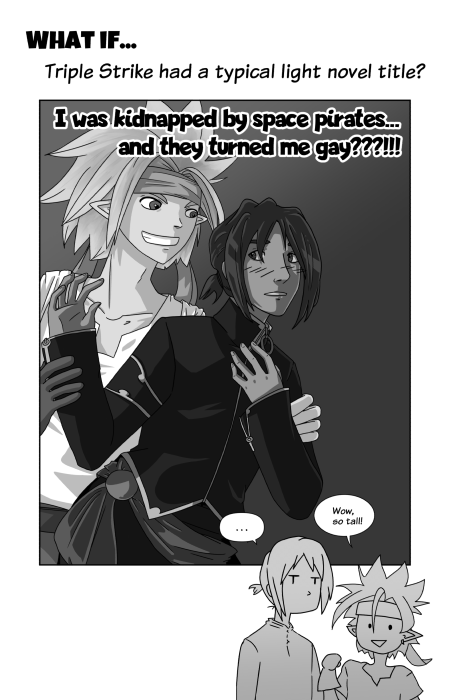 WHAT IF...
Triple Strike had a typical light novel title?
I was kidnapped by space pirates...
and they turned me gay???!!!
...
Wow,
so tall!